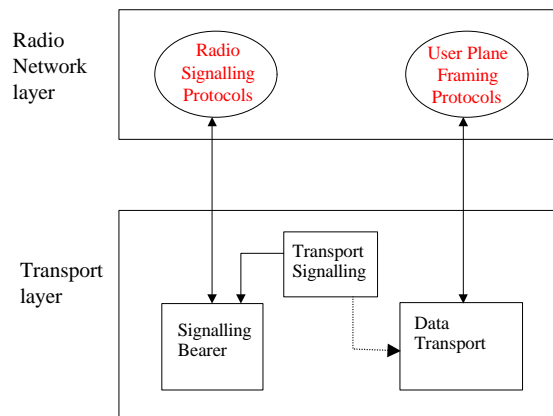 Radio
Network
layer
Radio
Signalling
Protocols
User Plane
Framing
Protocols
Transport
layer
Transport
Signalling
Signalling
Bearer
Data
Transport